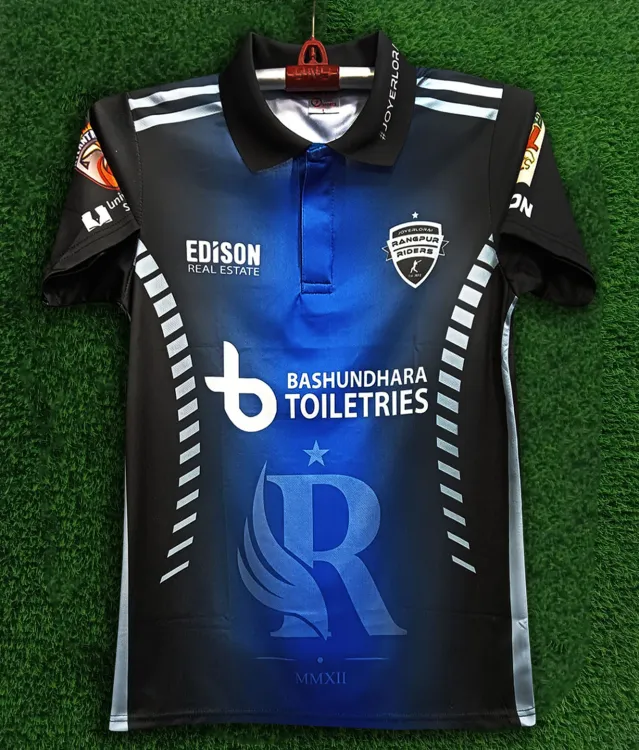 #JOYERLORAI
EDISON
REAL ESTATE
JOYERLORAI
RANGPUR
RIDERS
BASHUNDHARA
TOILETRIES
R
MMXII